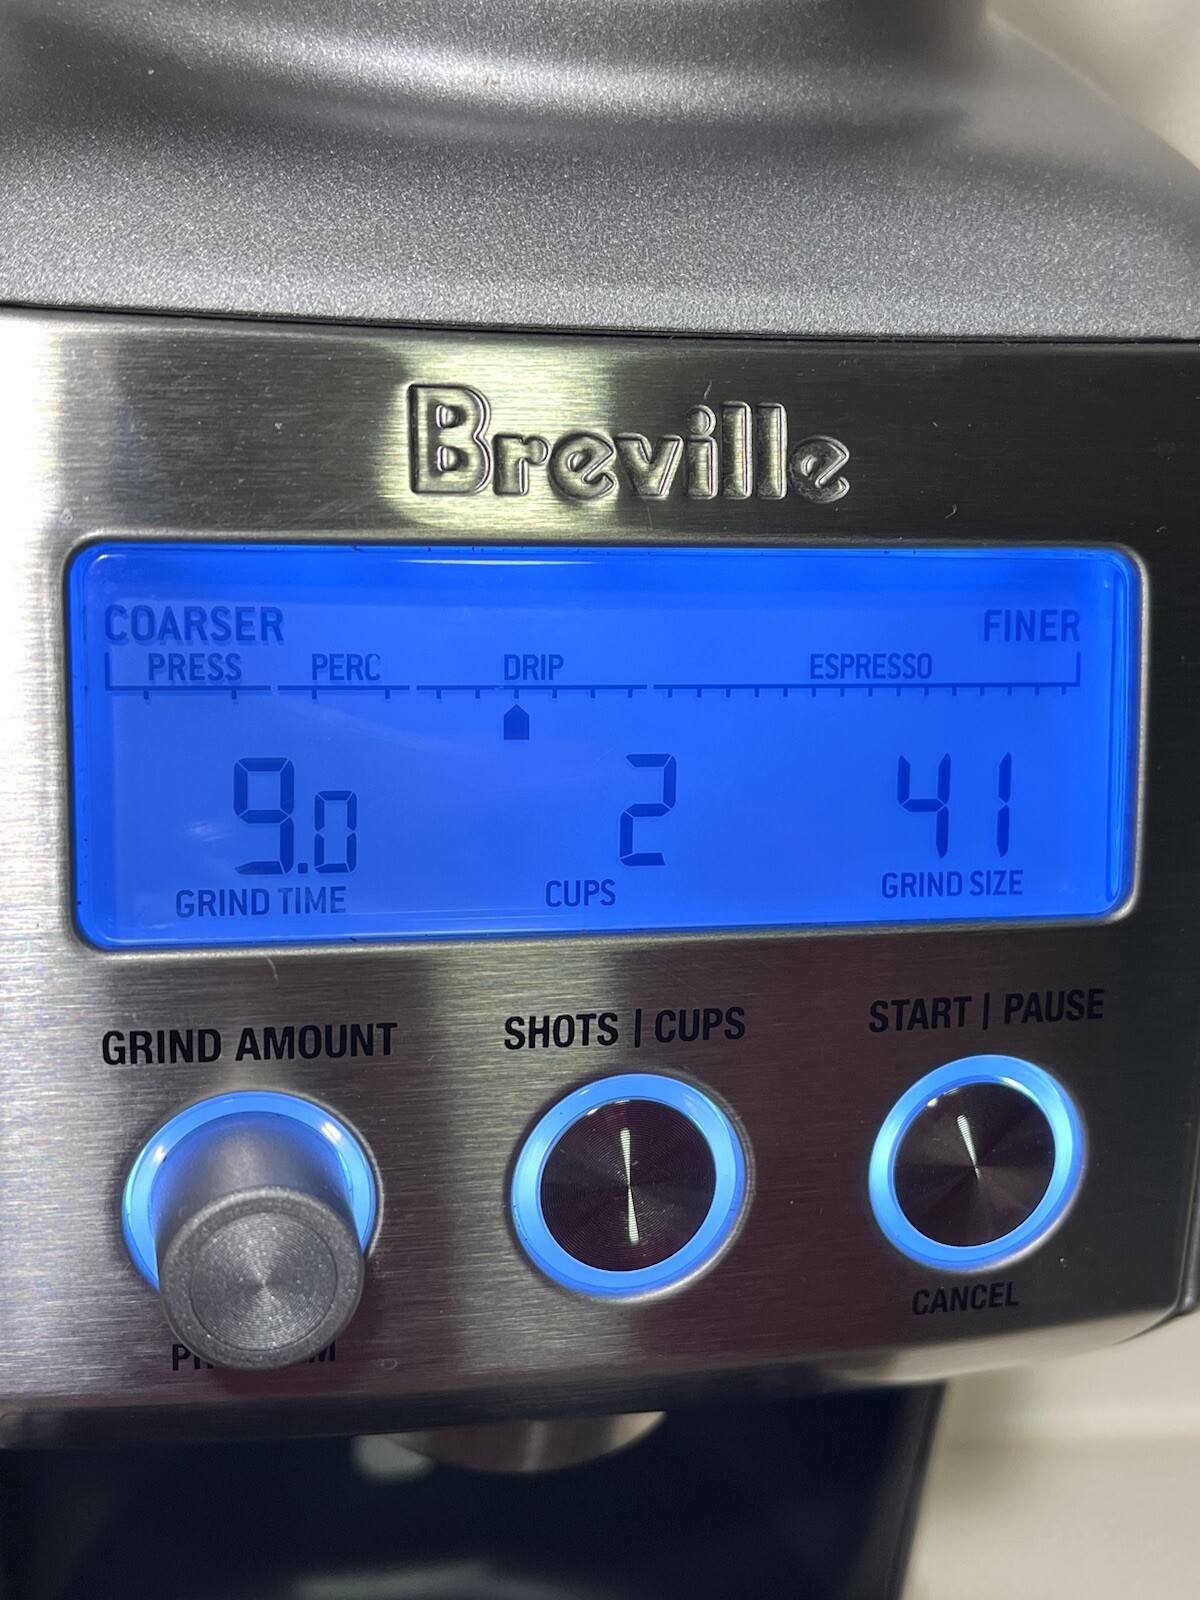 Breville
COARSER FINER
PRESS PERC DRIP ESPRESSO
9.0 2 41
GRIND TIME CUPS GRIND SIZE
GRIND AMOUNT SHOTS | CUPS START | PAUSE
CANCEL